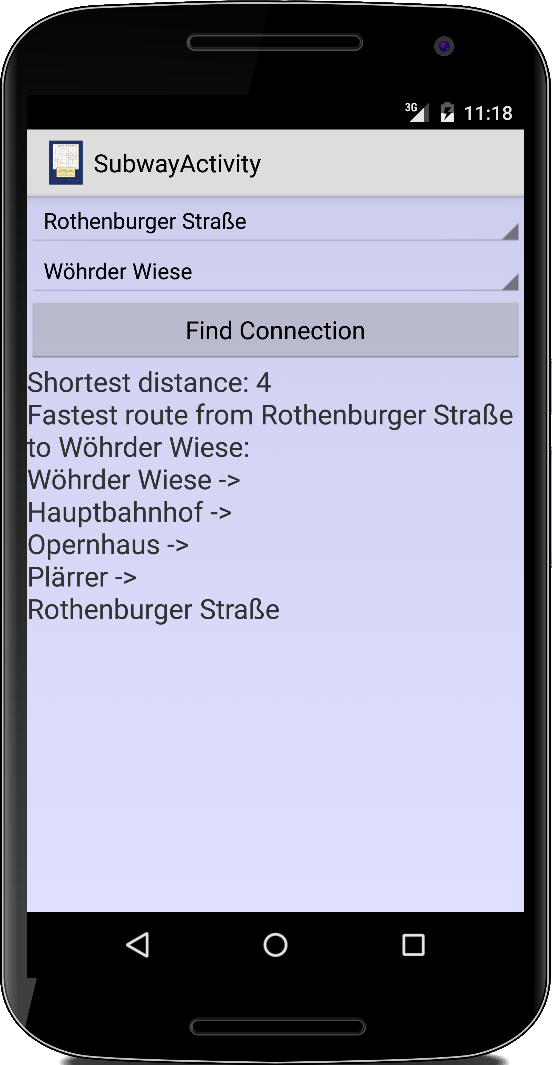 3G 11:18
SubwayActivity
Rothenburger Straße
Wöhrder Wiese
Find Connection
Shortest distance: 4
Fastest route from Rothenburger Straße
to Wöhrder Wiese:
Wöhrder Wiese ->
Hauptbahnhof ->
Opernhaus ->
Plärrer ->
Rothenburger Straße